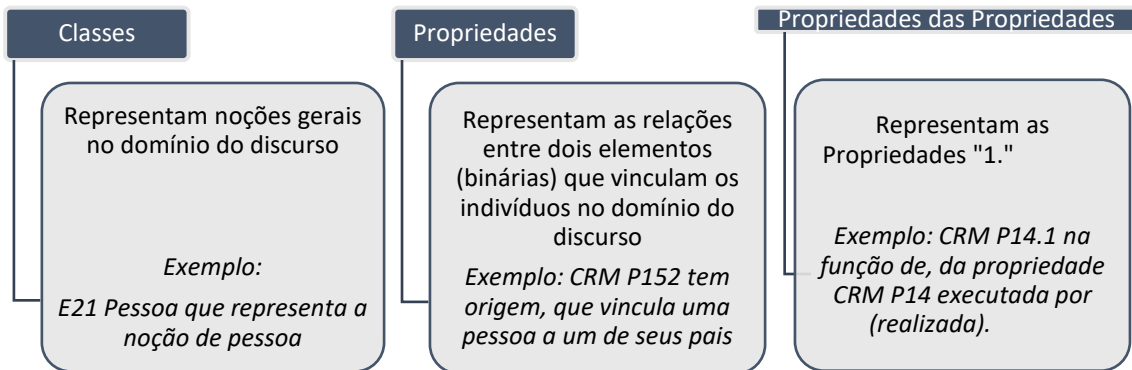 Classes
Representam noções gerais
no domínio do discurso
Exemplo:
E21 Pessoa que representa a
noção de pessoa
Propriedades
Representam as relações
entre dois elementos
(binárias) que vinculam os
indivíduos no domínio do
discurso
Exemplo: CRM P152 tem
origem, que vincula uma
pessoa a um de seus pais
Propriedades das Propriedades
Representam as
Propriedades "1."
Exemplo: CRM P14.1 na
função de, da propriedade
CRM P14 executada por
(realizada).